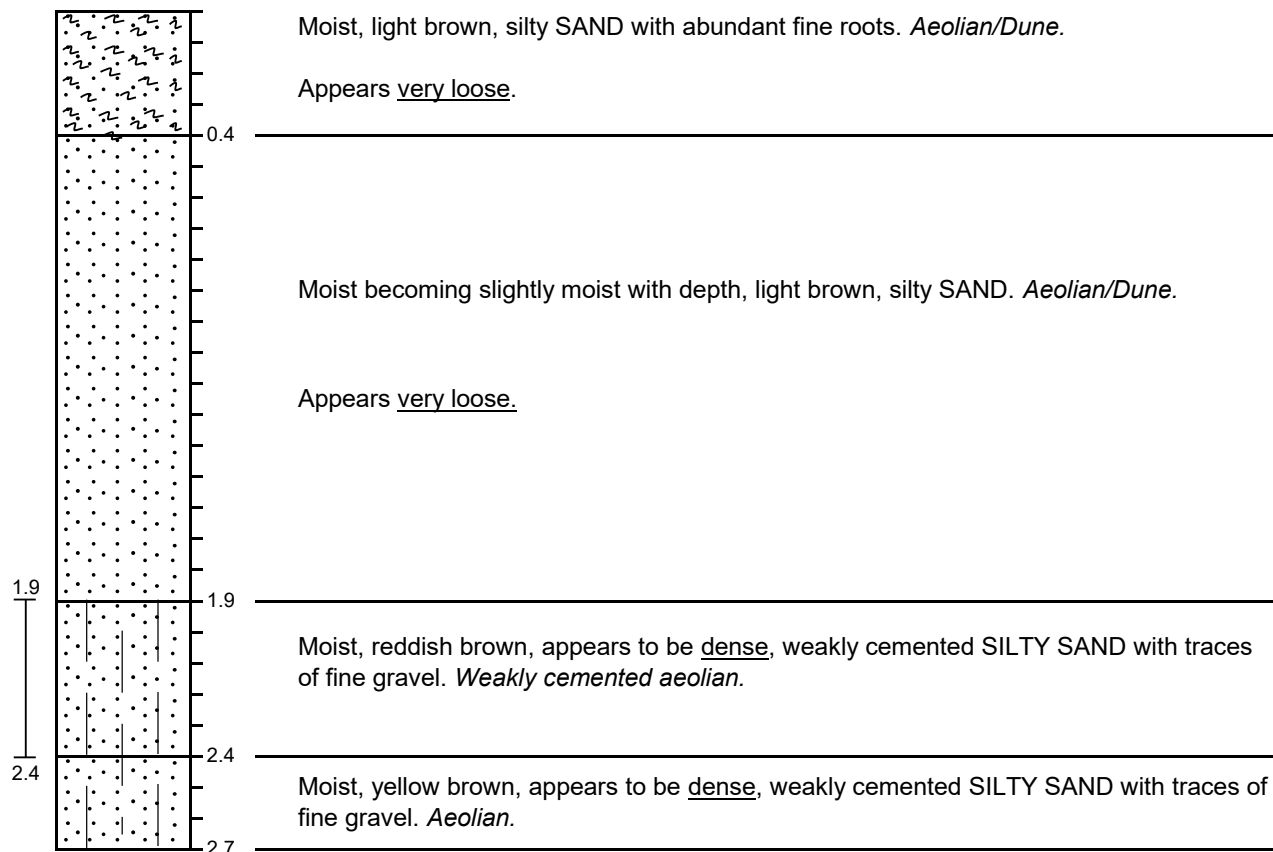 Moist, light brown, silty SAND with abundant fine roots. Aeolian/Dune.
Appears very loose.
0.4
Moist becoming slightly moist with depth, light brown, silty SAND. Aeolian/Dune.
Appears very loose.
1.9
1.9
Moist, reddish brown, appears to be dense, weakly cemented SILTY SAND with traces
of fine gravel. Weakly cemented aeolian.
2.4
2.4
Moist, yellow brown, appears to be dense, weakly cemented SILTY SAND with traces of
fine gravel. Aeolian.
2.7